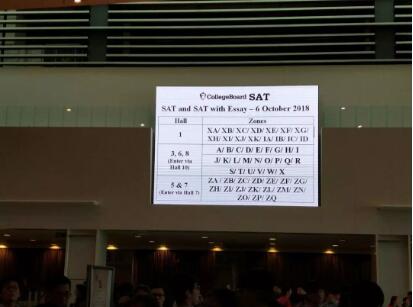 CollegeBoard SAT
SAT and SAT with Essay – 6 October 2018
Hall Zones
1
XA/ XB/ XC/ XD/ XE/ XF/ XG/
XH/ XI/ XJ/ XK/ IA/ IB/ IC/ ID
3, 6, 8
(Enter via
Hall 10)
A/ B/ C/ D/ E/ F/ G/ H/ I
J/ K/ L/ M/ N/ O/ P/ Q/ R
S/ T/ U/ V/ W/ X
5 & 7
(Enter via Hall 7)
ZA / ZB/ ZC/ ZD/ ZE/ ZF/ ZG/
ZH/ ZI/ ZJ/ ZK/ ZL/ ZM/ ZN/
ZO/ ZP/ ZQ